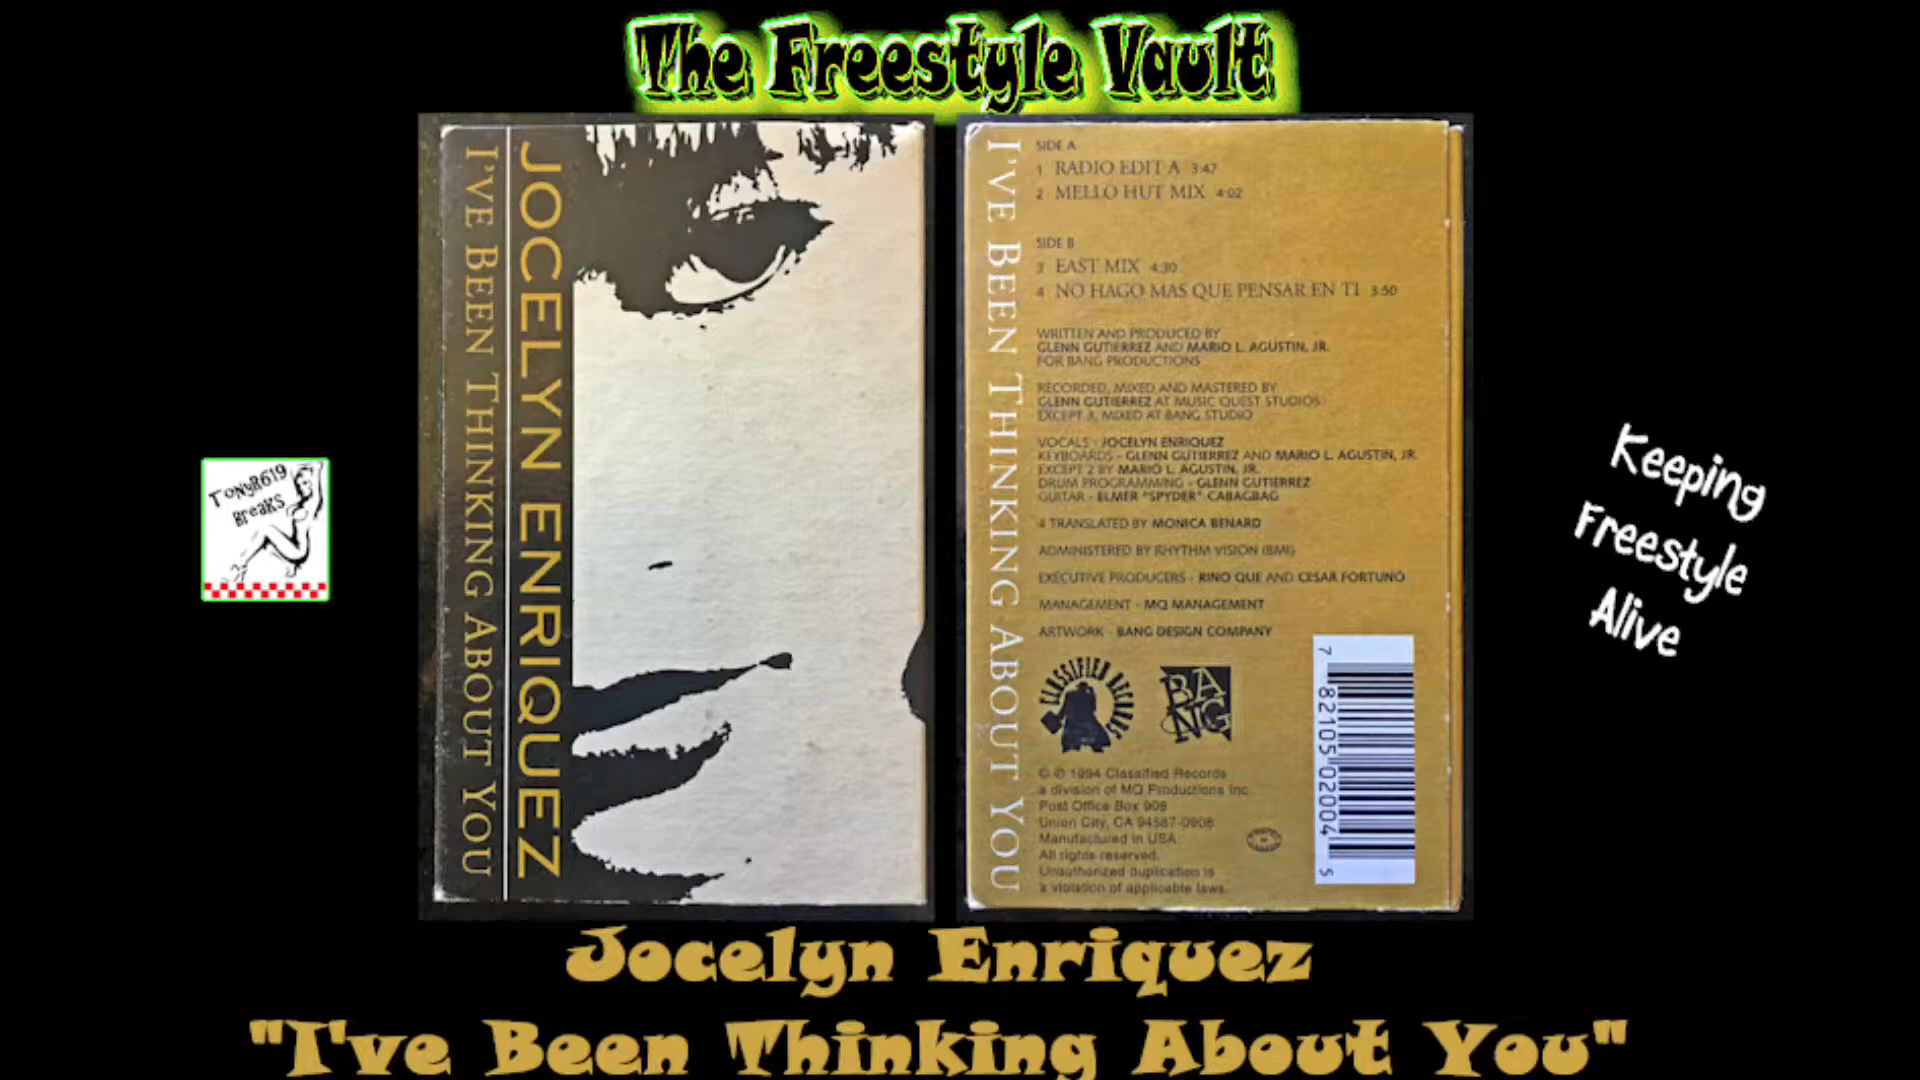 The Freestyle Vault
I'VE BEEN THINKING ABOUT YOU
JOCELYN ENRIQUEZ
I'VE BEEN THINKING ABOUT YOU
SIDE A
1 RADIO EDIT A 3:47
2 MELLO HUT MIX 4:02
SIDE B
3 EAST MIX 4:30
4 NO HAGO MAS QUE PENSAR EN TI 3:50
WRITTEN AND PRODUCED BY
GLENN GUTIERREZ AND MARIO L. AGUSTIN, JR.
FOR BANG PRODUCTIONS
RECORDED, MIXED AND MASTERED BY
GLENN GUTIERREZ AT MUSIC QUEST STUDIOS
EXCEPT 3, MIXED AT BANG STUDIO
VOCALS - JOCELYN ENRIQUEZ
KEYBOARDS - GLENN GUTIERREZ AND MARIO L. AGUSTIN, JR.
EXCEPT 2 BY MARIO L. AGUSTIN, JR.
DRUM PROGRAMMING - GLENN GUTIERREZ
GUITAR - ELMER "SPYDER" CABAGBAG
4 TRANSLATED BY MONICA BENARD
ADMINISTERED BY RHYTHM VISION (BMI)
EXECUTIVE PRODUCERS - RINO QUE AND CESAR FORTUNO
MANAGEMENT - MQ MANAGEMENT
ARTWORK - BANG DESIGN COMPANY
CLASSIFIED RECORDS
BA
NG
© ℗ 1994 Classified Records
a division of MQ Productions Inc.
Post Office Box 908
Union City, CA 94587-0908
Manufactured in USA
All rights reserved.
Unauthorized duplication is
a violation of applicable laws.
7 82105 02004 5
TonyR619
Breaks
Keeping
Freestyle
Alive
Jocelyn Enriquez
"I've Been Thinking About You"